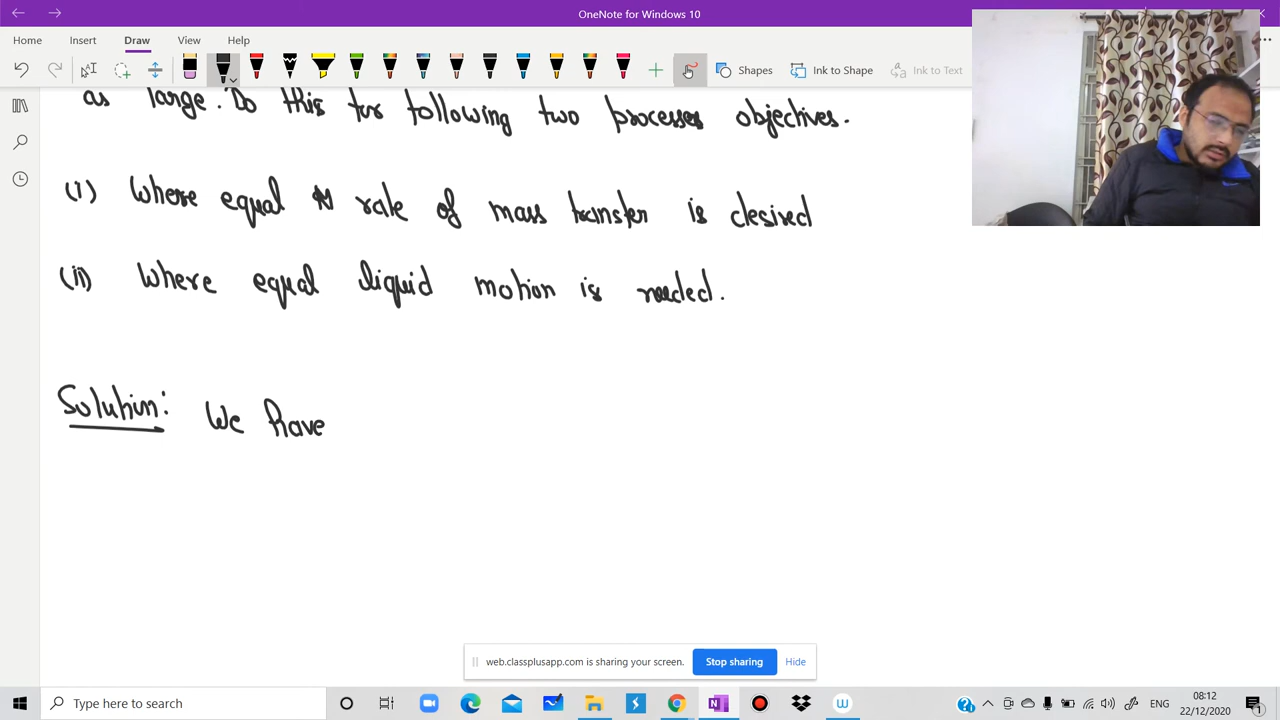 OneNote for Windows 10
Home Insert Draw View Help
Shapes Ink to Shape Ink to Text
as large. Do this for following two processes objectives.
(i) Where equal rate of mass transfer is desired
(ii) Where equal liquid motion is needed.
Solution: We have
web.classplusapp.com is sharing your screen. Stop sharing Hide
Type here to search
ENG 08:12
22/12/2020